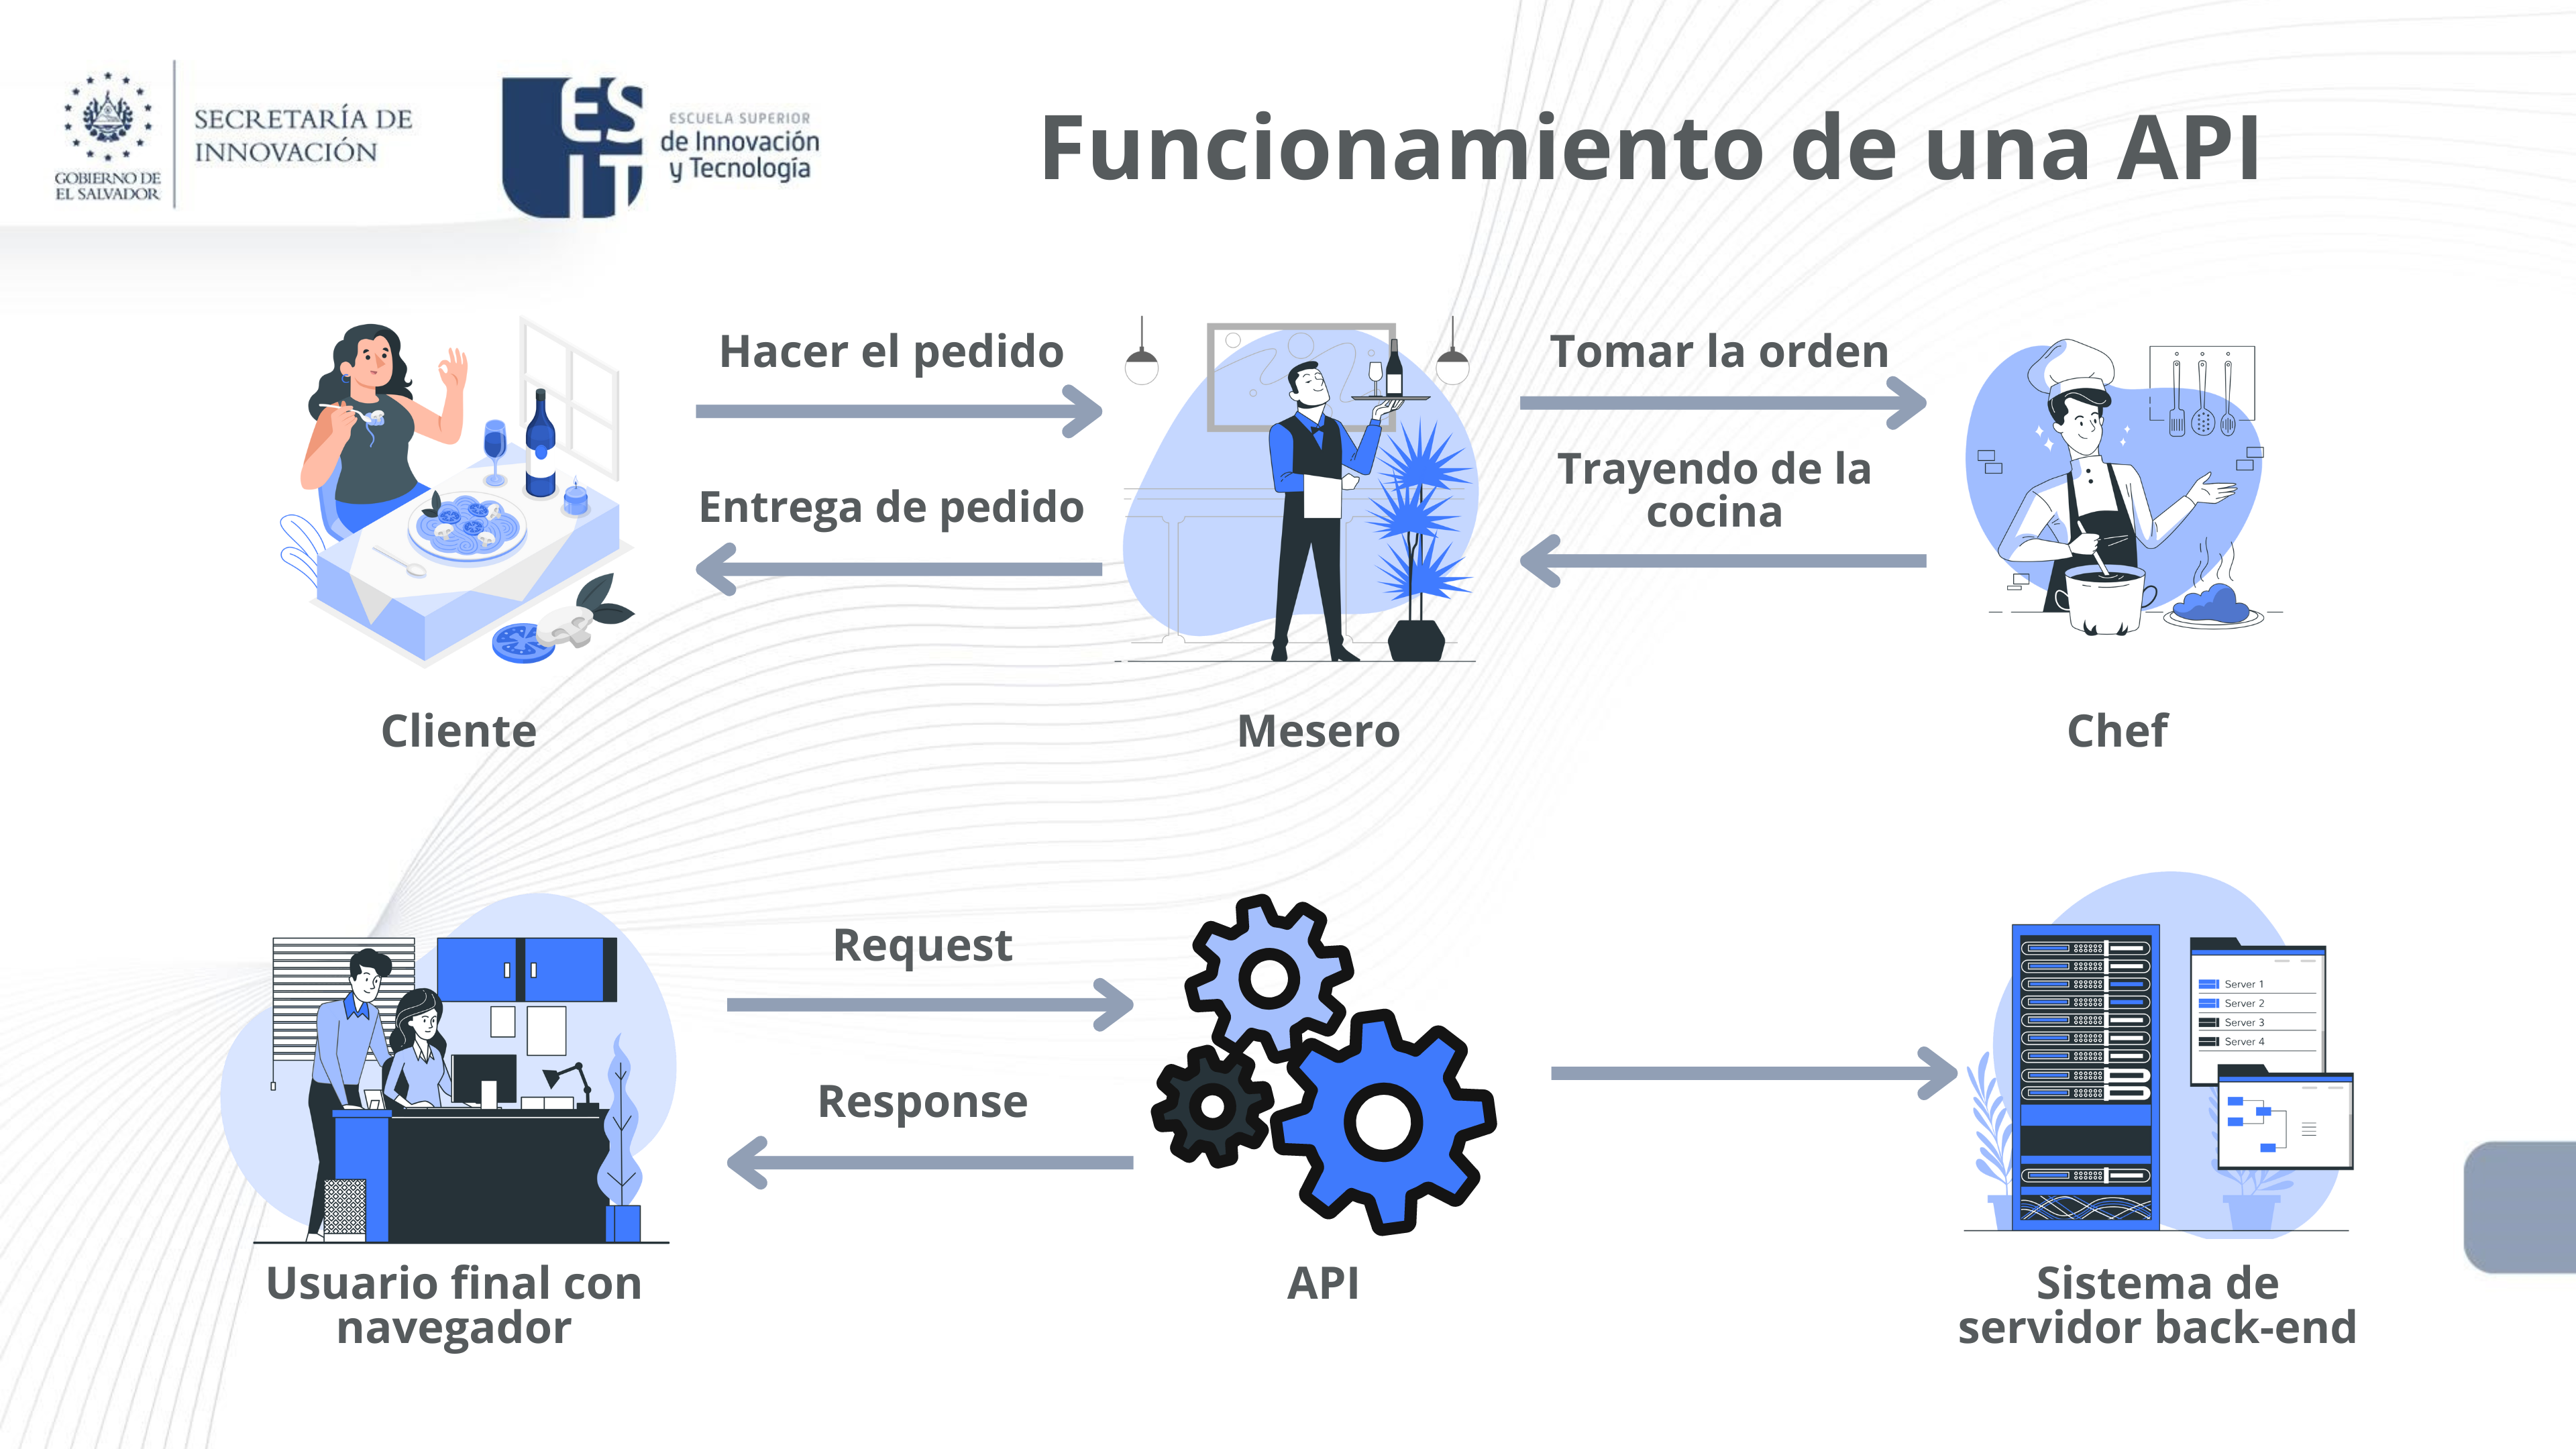 SECRETARÍA DE
INNOVACIÓN
GOBIERNO DE
EL SALVADOR
ES
IT
ESCUELA SUPERIOR
de Innovación
y Tecnología
Funcionamiento de una API
Hacer el pedido
Entrega de pedido
Tomar la orden
Trayendo de la
cocina
Cliente
Mesero
Chef
Request
Response
Server 1
Server 2
Server 3
Server 4
Usuario final con
navegador
API
Sistema de
servidor back-end